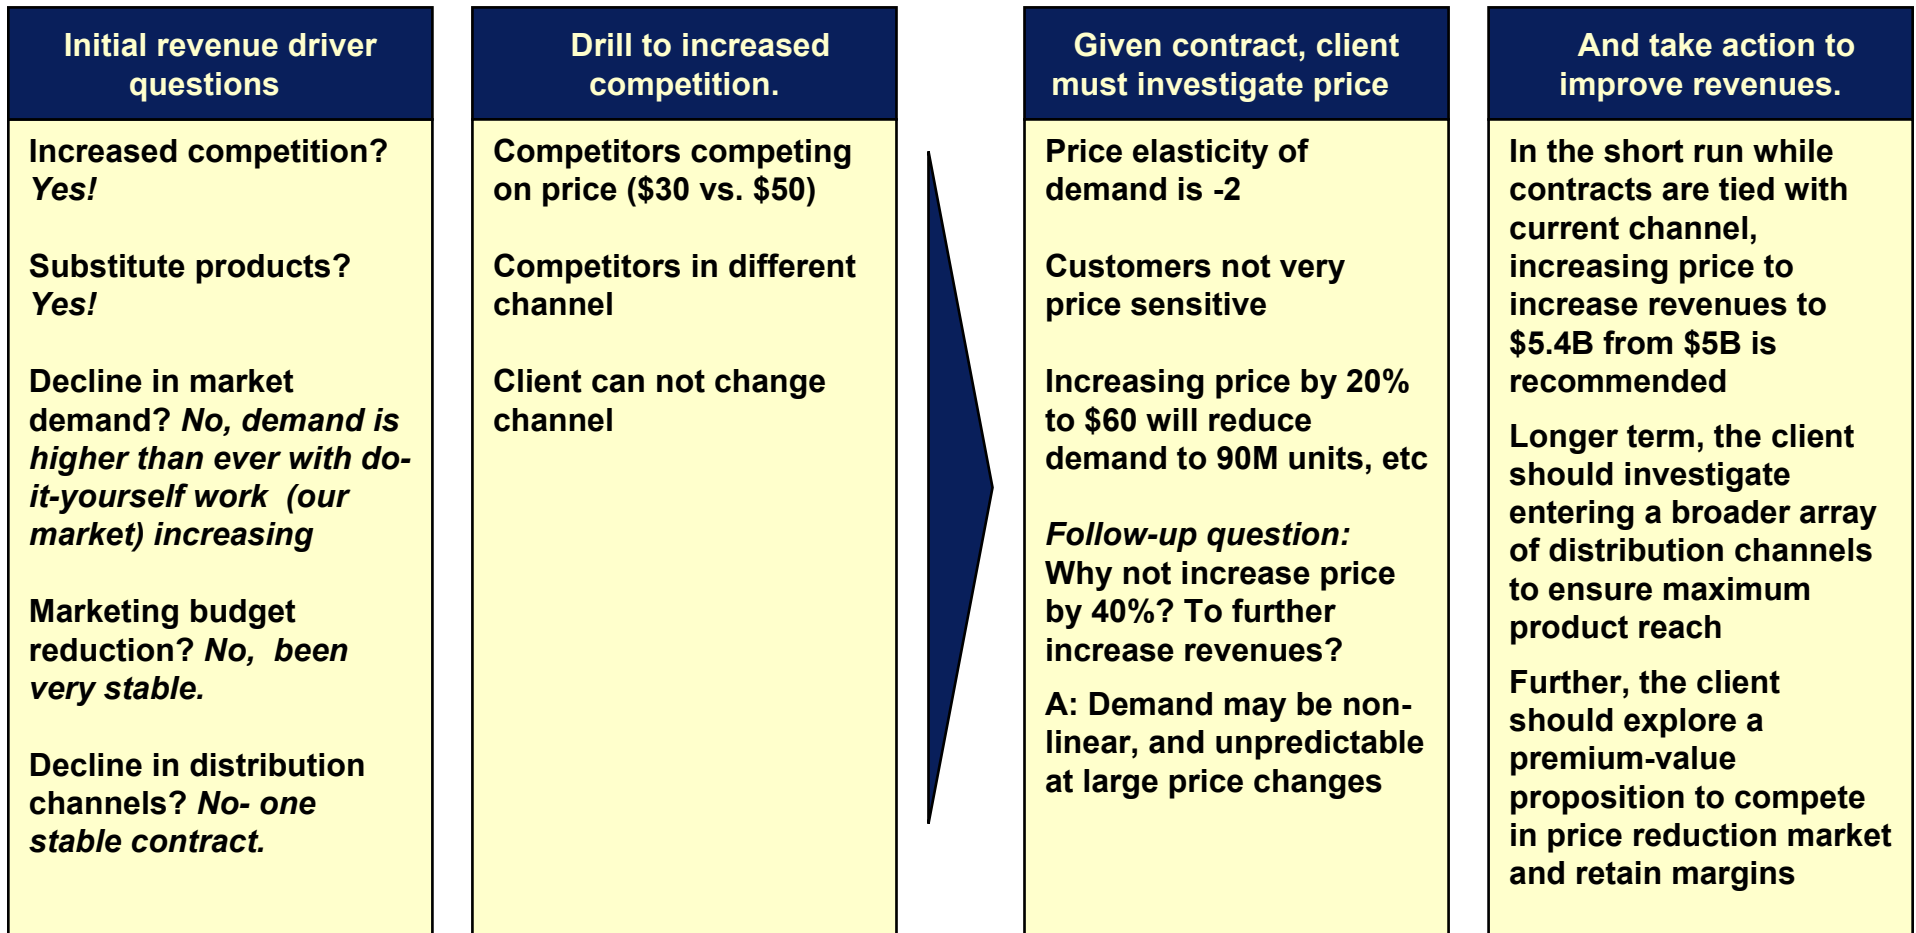 Initial revenue driver
questions
Increased competition?
Yes!
Substitute products?
Yes!
Decline in market
demand? No, demand is
higher than ever with do-
it-yourself work (our
market) increasing
Marketing budget
reduction? No, been
very stable.
Decline in distribution
channels? No- one
stable contract.
Drill to increased
competition.
Competitors competing
on price ($30 vs. $50)
Competitors in different
channel
Client can not change
channel
Given contract, client
must investigate price
Price elasticity of
demand is -2
Customers not very
price sensitive
Increasing price by 20%
to $60 will reduce
demand to 90M units, etc
Follow-up question:
Why not increase price
by 40%? To further
increase revenues?
A: Demand may be non-
linear, and unpredictable
at large price changes
And take action to
improve revenues.
In the short run while
contracts are tied with
current channel,
increasing price to
increase revenues to
$5.4B from $5B is
recommended
Longer term, the client
should investigate
entering a broader array
of distribution channels
to ensure maximum
product reach
Further, the client
should explore a
premium-value
proposition to compete
in price reduction market
and retain margins